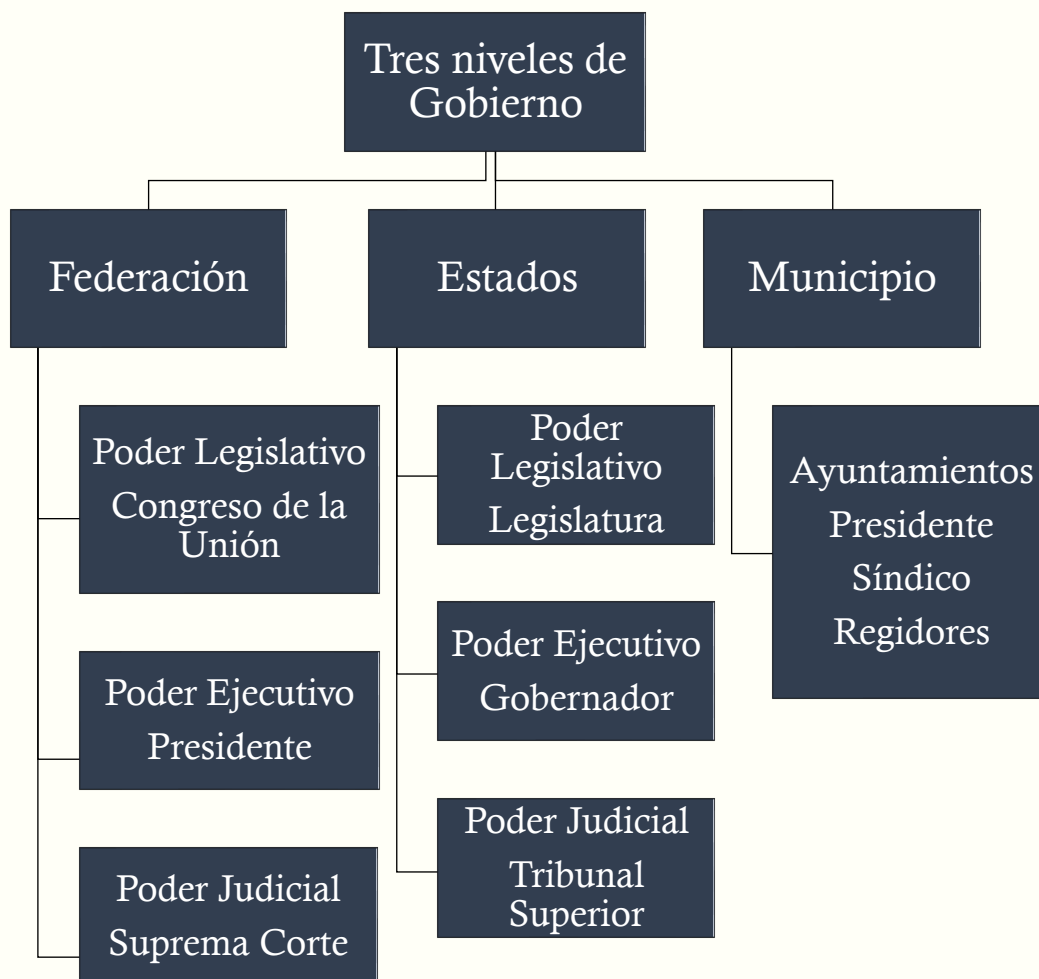 Tres niveles de
Gobierno
Federación
Poder Legislativo
Congreso de la
Unión
Poder Ejecutivo
Presidente
Poder Judicial
Suprema Corte
Estados
Poder
Legislativo
Legislatura
Poder Ejecutivo
Gobernador
Poder Judicial
Tribunal
Superior
Municipio
Ayuntamientos
Presidente
Síndico
Regidores